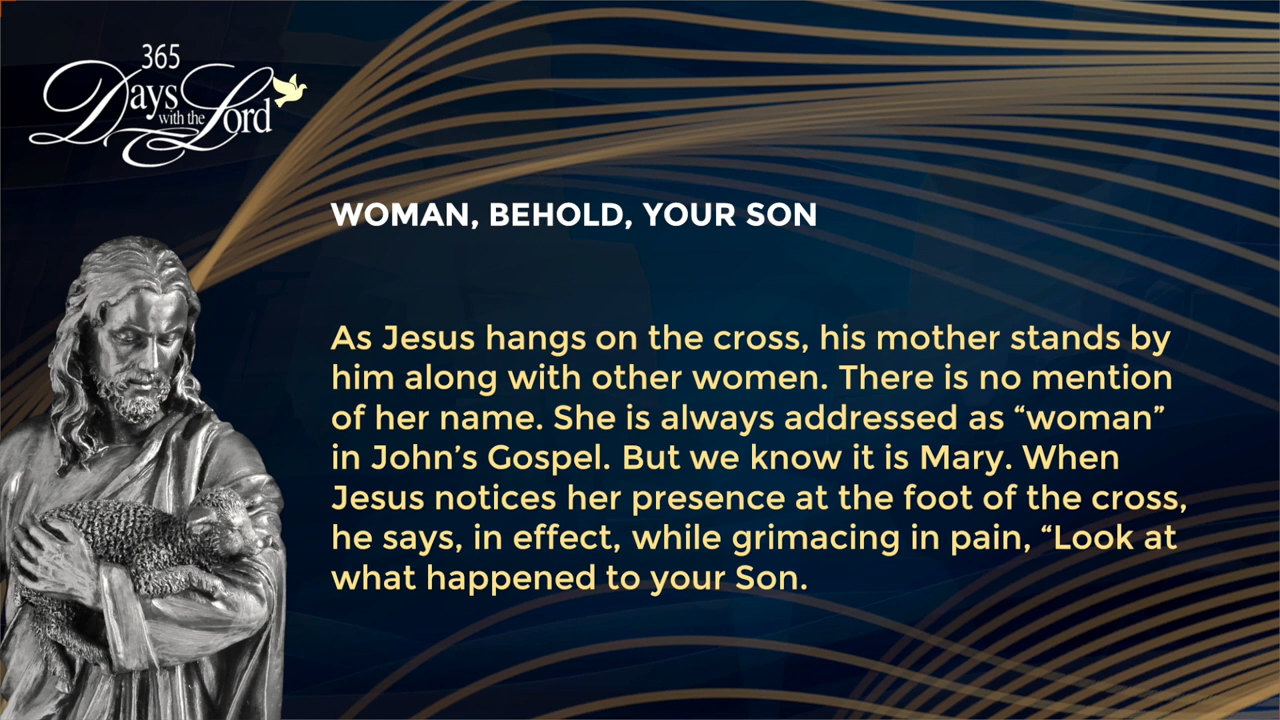 365
Days
with the
Lord
WOMAN, BEHOLD, YOUR SON
As Jesus hangs on the cross, his mother stands by
him along with other women. There is no mention
of her name. She is always addressed as “woman”
in John’s Gospel. But we know it is Mary. When
Jesus notices her presence at the foot of the cross,
he says, in effect, while grimacing in pain, “Look at
what happened to your Son.